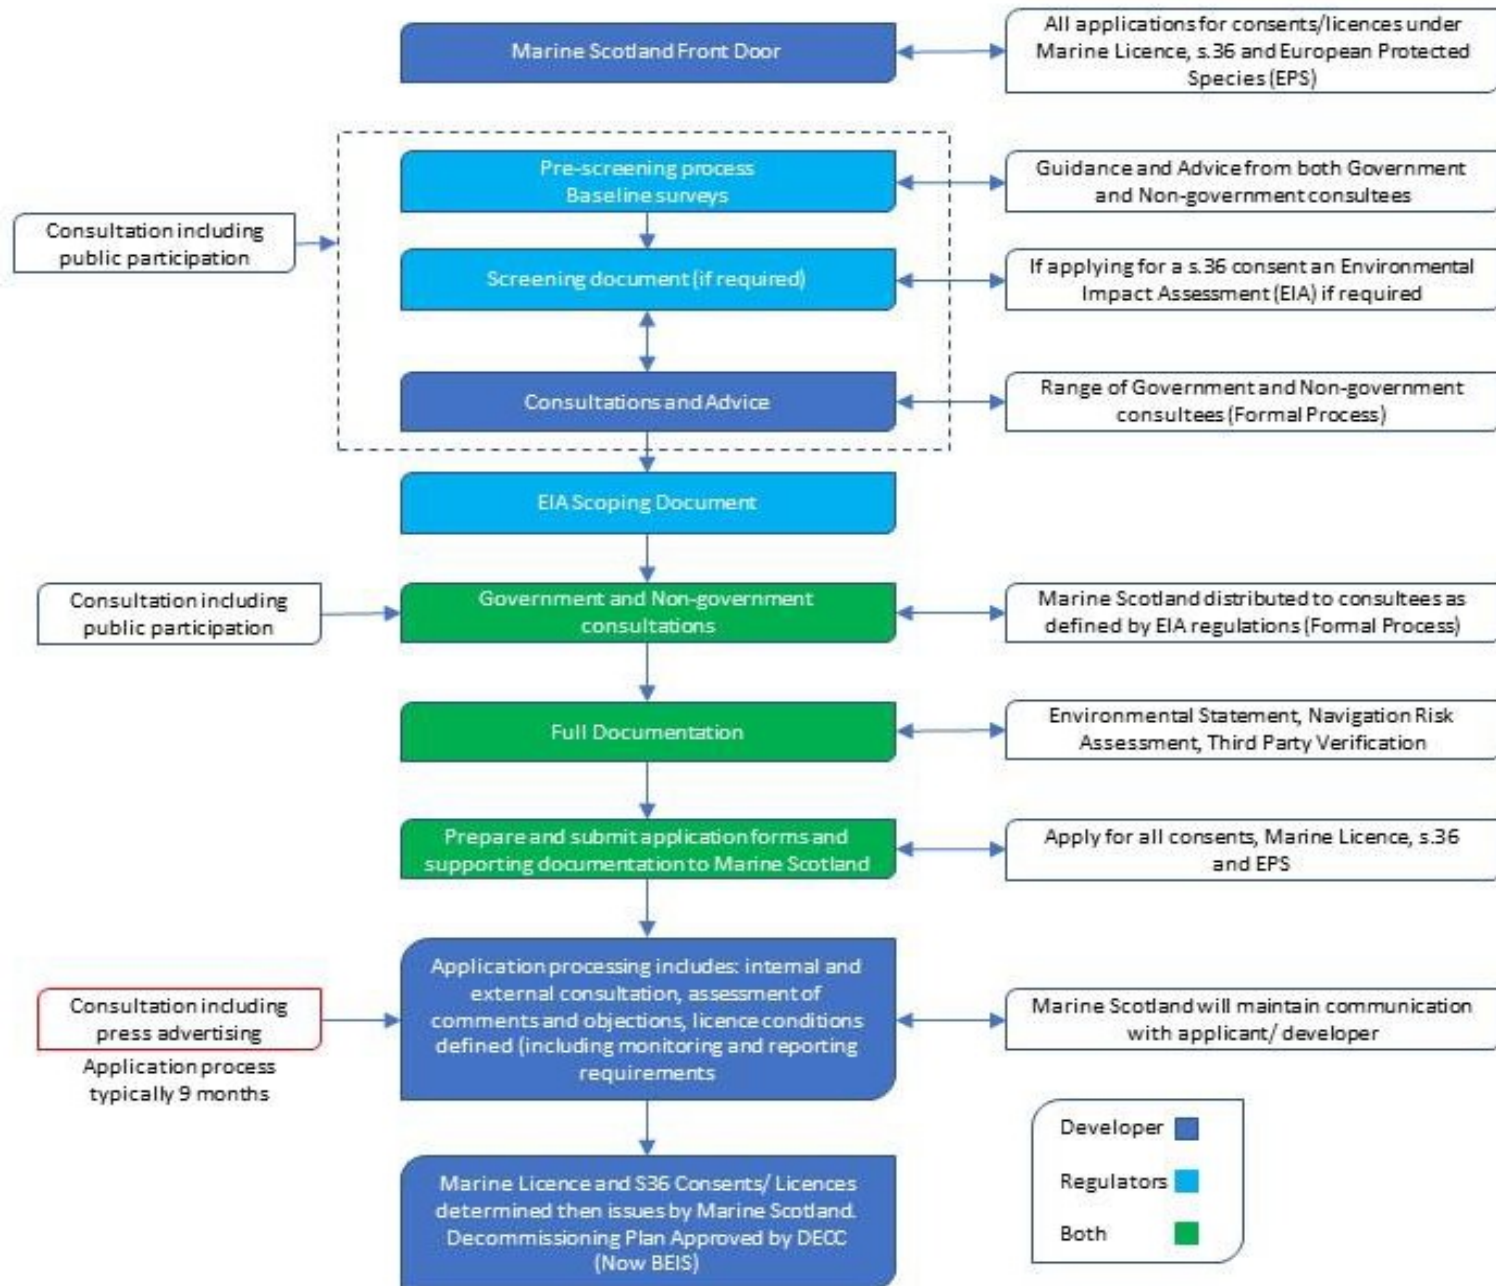 Marine Scotland Front Door
All applications for consents/licences under
Marine Licence, s.36 and European Protected
Species (EPS)
Pre-screening process
Baseline surveys
Guidance and Advice from both Government
and Non-government consultees
Consultation including
public participation
Screening document (if required)
If applying for a s.36 consent an Environmental
Impact Assessment (EIA) if required
Consultations and Advice
Range of Government and Non-government
consultees (Formal Process)
EIA Scoping Document
Consultation including
public participation
Government and Non-government
consultations
Marine Scotland distributed to consultees as
defined by EIA regulations (Formal Process)
Full Documentation
Environmental Statement, Navigation Risk
Assessment, Third Party Verification
Prepare and submit application forms and
supporting documentation to Marine Scotland
Apply for all consents, Marine Licence, s.36
and EPS
Consultation including
press advertising
Application process
typically 9 months
Application processing includes: internal and
external consultation, assessment of
comments and objections, licence conditions
defined (including monitoring and reporting
requirements
Marine Scotland will maintain communication
with applicant/ developer
Marine Licence and S36 Consents/ Licences
determined then issues by Marine Scotland.
Decommissioning Plan Approved by DECC
(Now BEIS)
Developer
Regulators
Both